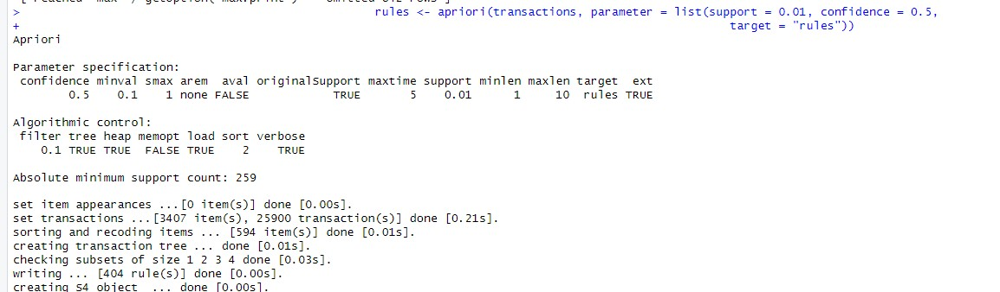 [ reached 'max' / getOption("max.print") -- omitted 812 rows ]
> rules <- apriori(transactions, parameter = list(support = 0.01, confidence = 0.5,
+ target = "rules"))
Apriori
Parameter specification:
confidence minval smax arem aval originalSupport maxtime support minlen maxlen target ext
0.5 0.1 1 none FALSE TRUE 5 0.01 1 10 rules TRUE
Algorithmic control:
filter tree heap memopt load sort verbose
0.1 TRUE TRUE FALSE TRUE 2 TRUE
Absolute minimum support count: 259
set item appearances ...[0 item(s)] done [0.00s].
set transactions ...[3407 item(s), 25900 transaction(s)] done [0.21s].
sorting and recoding items ... [594 item(s)] done [0.01s].
creating transaction tree ... done [0.01s].
checking subsets of size 1 2 3 4 done [0.03s].
writing ... [404 rule(s)] done [0.00s].
creating S4 object ... done [0.00s].